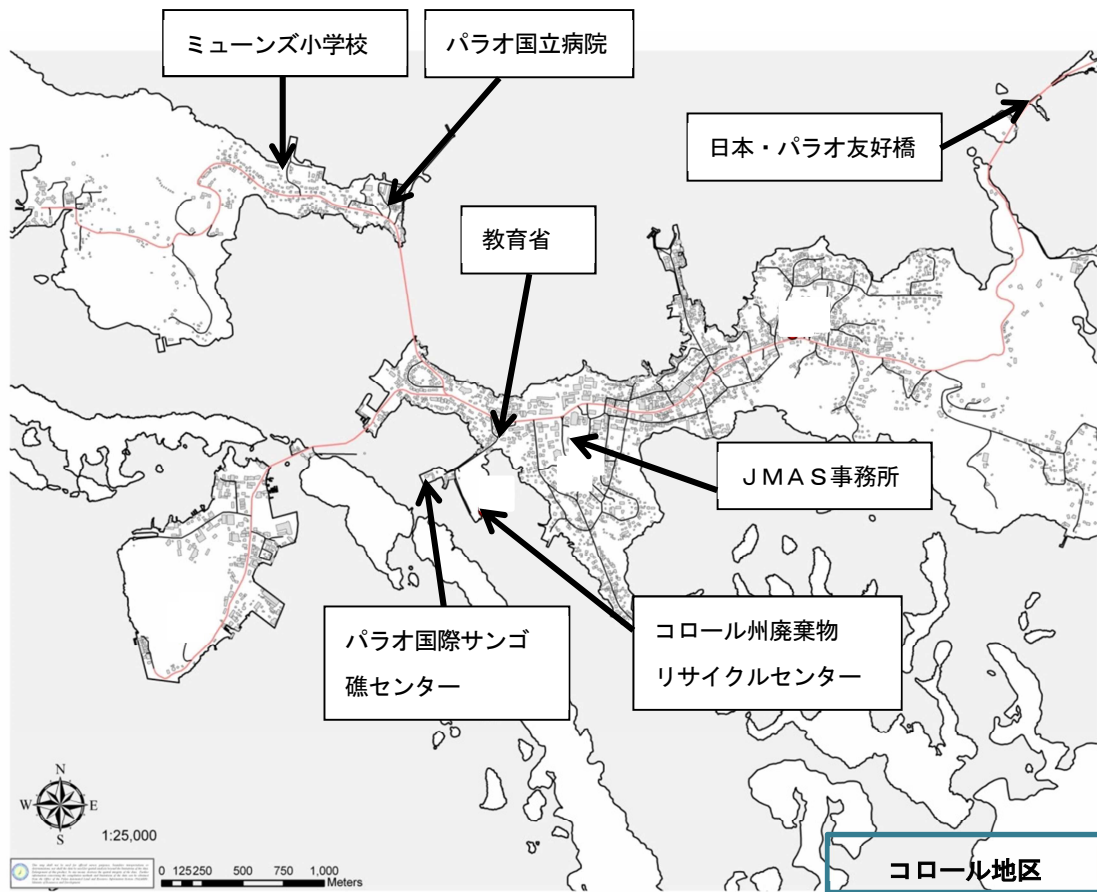 ミューンズ小学校
パラオ国立病院
日本・パラオ友好橋
教育省
ＪＭＡＳ事務所
パラオ国際サンゴ
礁センター
コロール州廃棄物
リサイクルセンター
N
W
E
S
1:25,000
0 125250 500 750 1,000
Meters
コロール地区